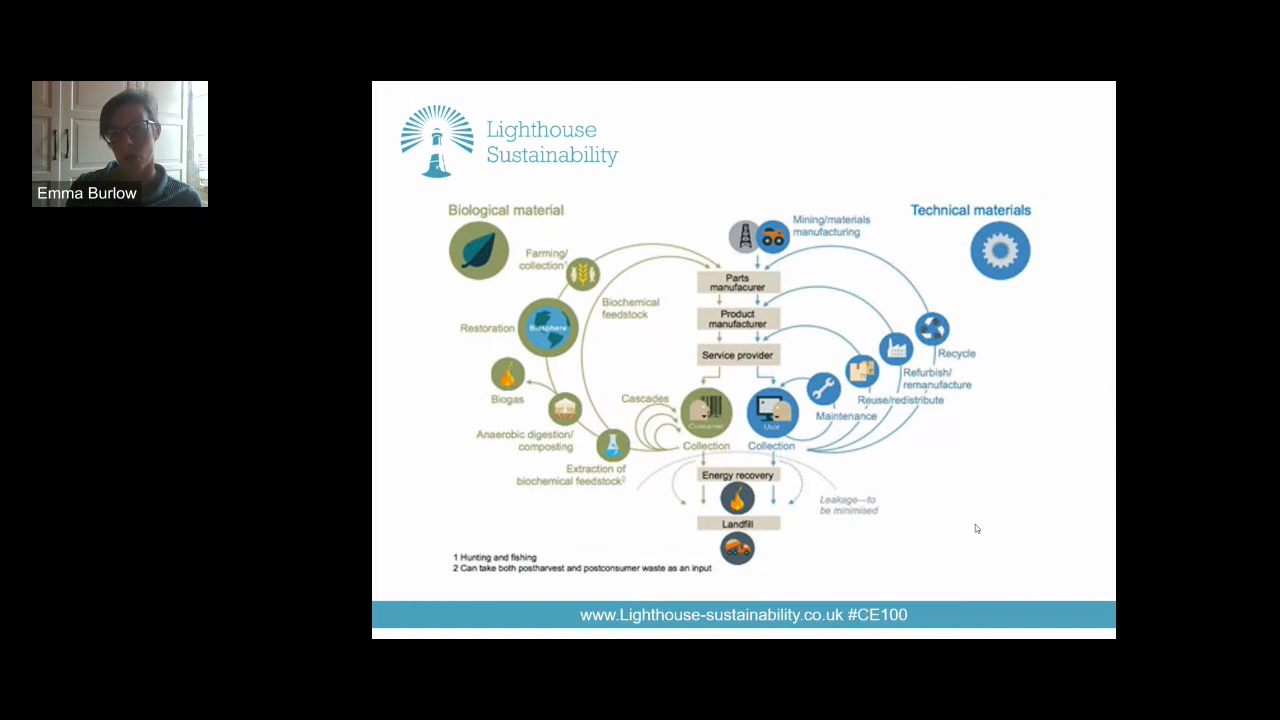 Emma Burlow
Lighthouse
Sustainability
Biological material
Technical materials
Mining/materials
manufacturing
Farming/
collection¹
Parts
manufacurer
Biochemical
feedstock
Product
manufacturer
Restoration
Biosphere
Service provider
Recycle
Refurbish/
remanufacture
Biogas
Cascades
Reuse/redistribute
Maintenance
Consumer
User
Anaerobic digestion/
composting
Collection
Collection
Extraction of
biochemical feedstock²
Energy recovery
Leakage—to
be minimised
Landfill
1 Hunting and fishing
2 Can take both postharvest and postconsumer waste as an input
www.Lighthouse-sustainability.co.uk #CE100